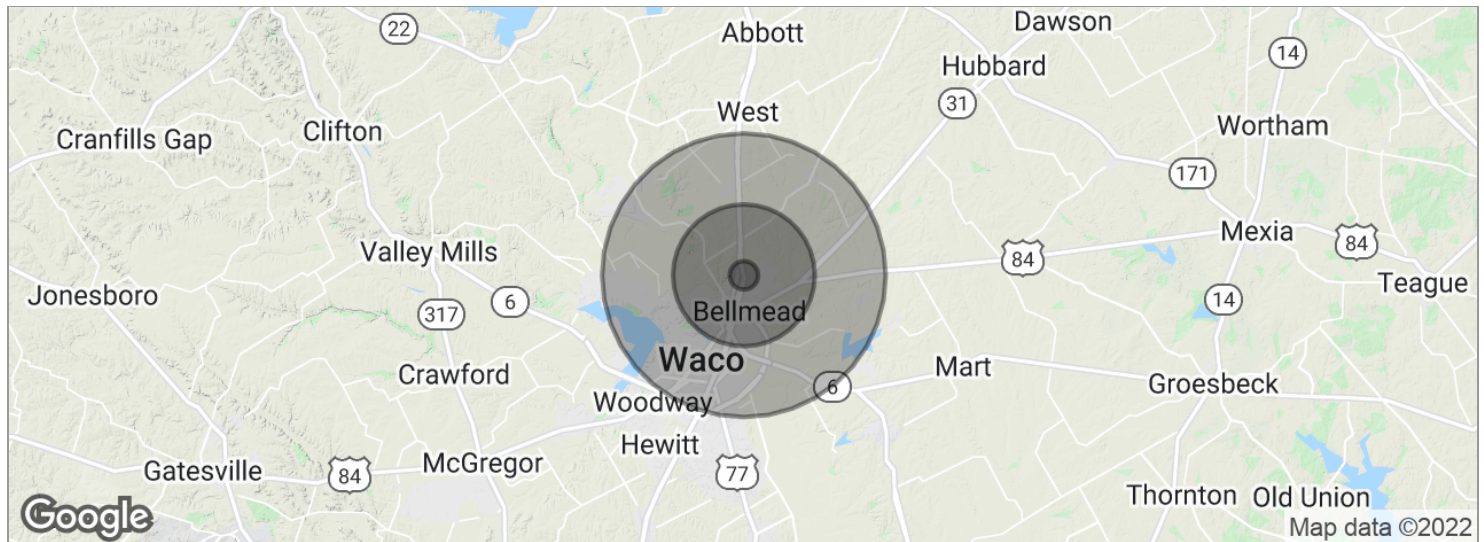 22
Abbott
Dawson
14
Hubbard
31
West
Cranfills Gap
Clifton
Wortham
171
Valley Mills
Mexia
84
84
Teague
Jonesboro
317
6
14
Bellmead
Waco
Crawford
Mart
6
Groesbeck
Woodway
Hewitt
77
Gatesville
84
McGregor
Thornton
Old Union
Google
Map data ©2022